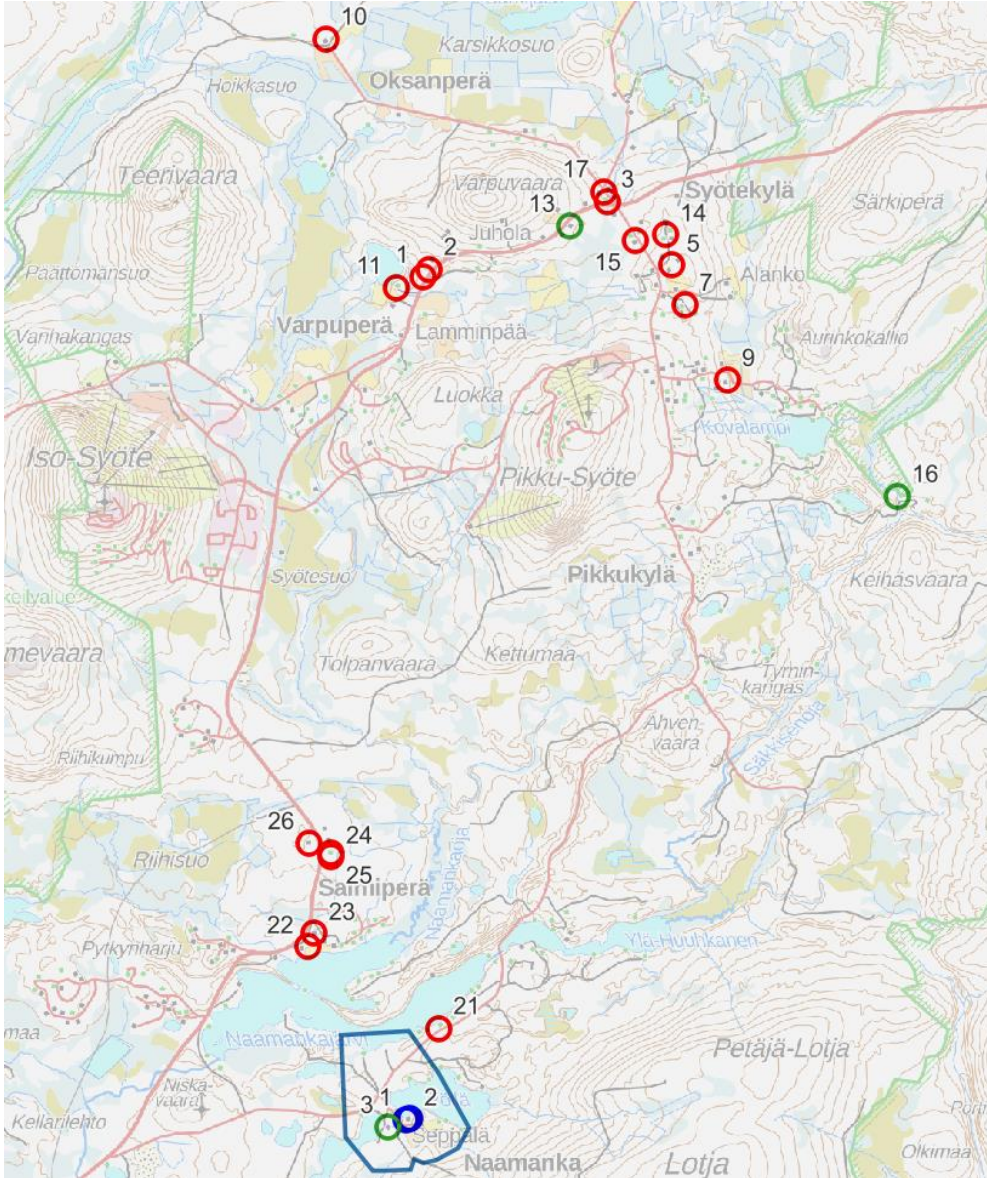 10
Karsikkosuo
Oksanperä
Hoikkasuo
Teerivaara
17
3
Varpuvaara
Syötekylä
13
14
Särkiperä
Juhola
2
5
1
15
Paattomansuo
11
7
Alanko
Varpuperä
Lamminpää
Vanhakangas
Aurinkokallio
9
Luokka
Kovalampi
Iso-Syöte
Pikku-Syöte
16
Syötesuo
Pikkukylä
Keihäsvaara
Tolpanvaara
Kettumaa
mevaara
Ahven-
vaara
Säkkisenoja
Riihikumpu
26
24
Riihisuo
25
Salmiperä
Naamankarija
23
22
Pytkynharju
Ylä-Huuhkanen
21
maa
Naamankajärvi
Petäjä-Lotja
Niska-
vaara
3
1
2
Kellarilehto
Seppälä
Naamanka
Lotja
Olkimaa